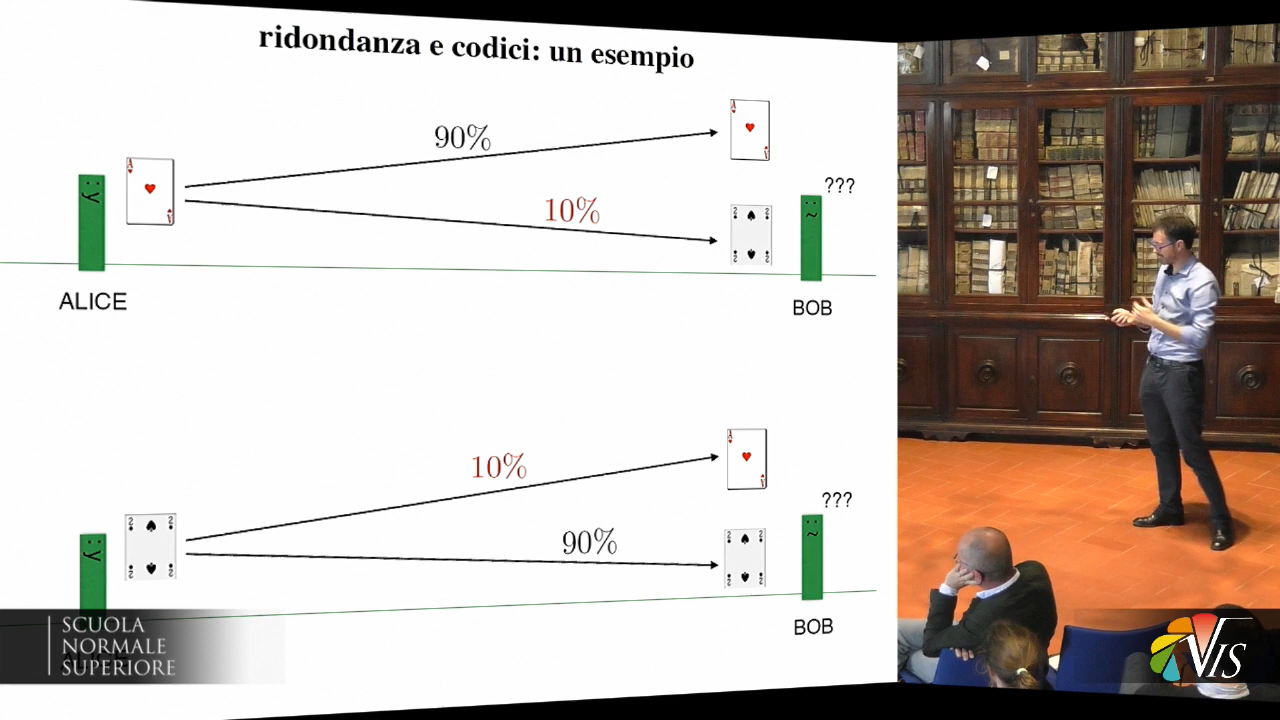 ridondanza e codici: un esempio
90%
10%
???
ALICE
BOB
10%
90%
???
BOB
SCUOLA
NORMALE
SUPERIORE
VIS